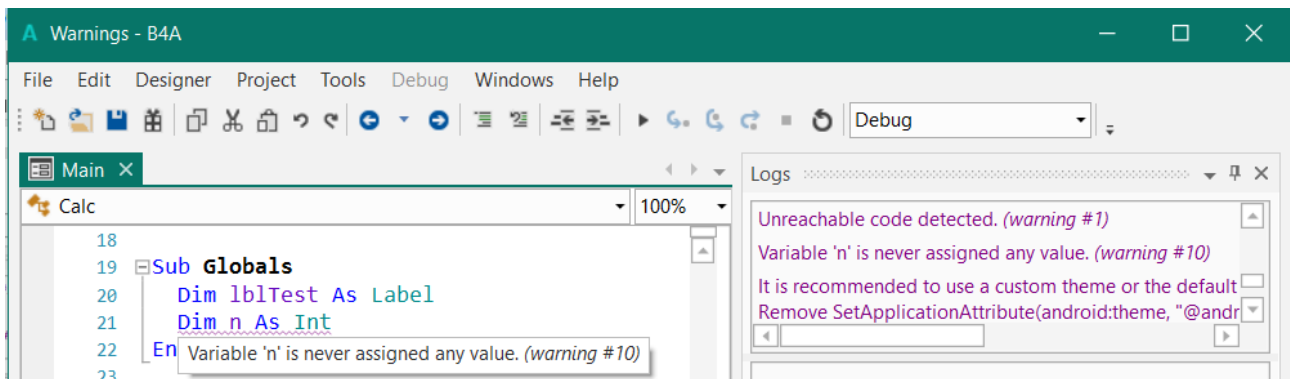 A Warnings - B4A
File Edit Designer Project Tools Debug Windows Help
Debug
Main
Calc 100%
18
19 Sub Globals
20 Dim lblTest As Label
21 Dim n As Int
22 En
Variable 'n' is never assigned any value. (warning #10)
23
Logs
Unreachable code detected. (warning #1)
Variable 'n' is never assigned any value. (warning #10)
It is recommended to use a custom theme or the default
Remove SetApplicationAttribute(android:theme, "@andr